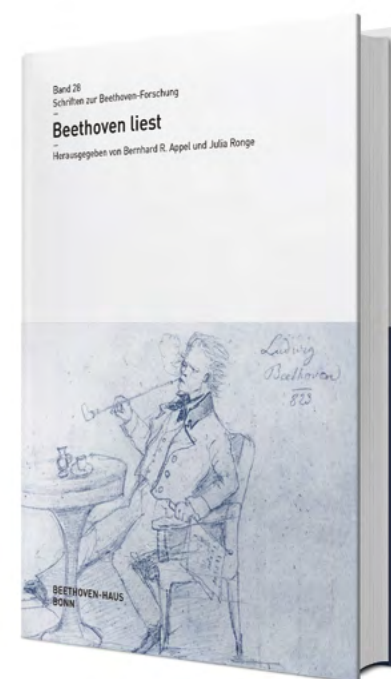 Band 28
Schriften zur Beethoven-Forschung
–
Beethoven liest
–
Herausgegeben von Bernhard R. Appel und Julia Ronge
Ludwig
Beethoven
823
BEETHOVEN-HAUS
BONN